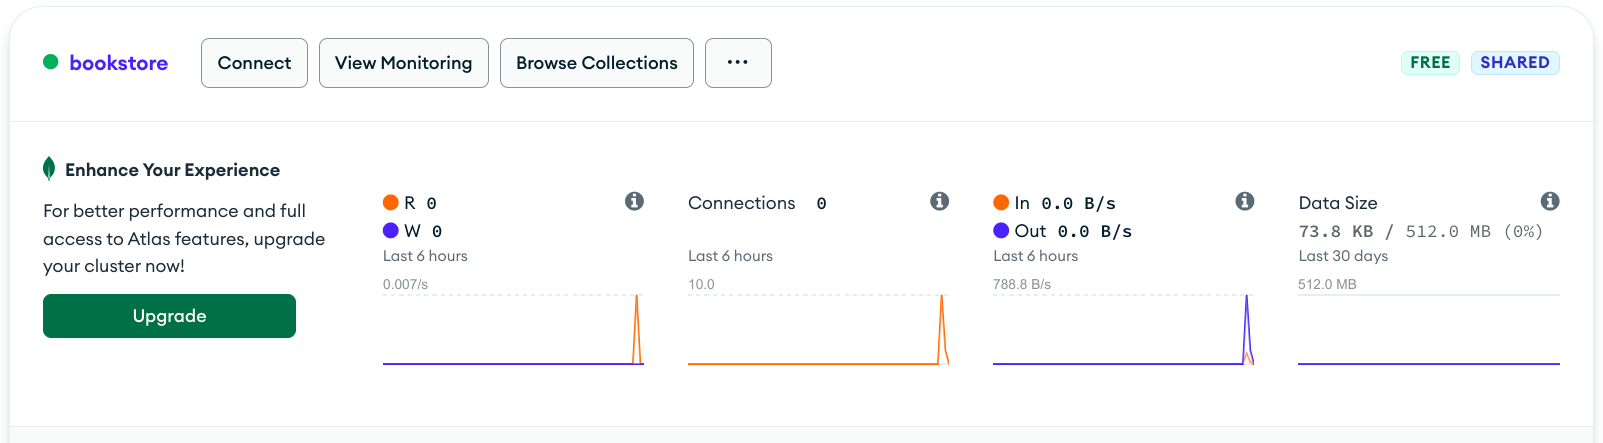 bookstore
Connect
View Monitoring
Browse Collections
...
FREE
SHARED
Enhance Your Experience
For better performance and full
access to Atlas features, upgrade
your cluster now!
Upgrade
R 0
W 0
Last 6 hours
0.007/s
Connections 0
Last 6 hours
10.0
In 0.0 B/s
Out 0.0 B/s
Last 6 hours
788.8 B/s
Data Size
73.8 KB / 512.0 MB (0%)
Last 30 days
512.0 MB